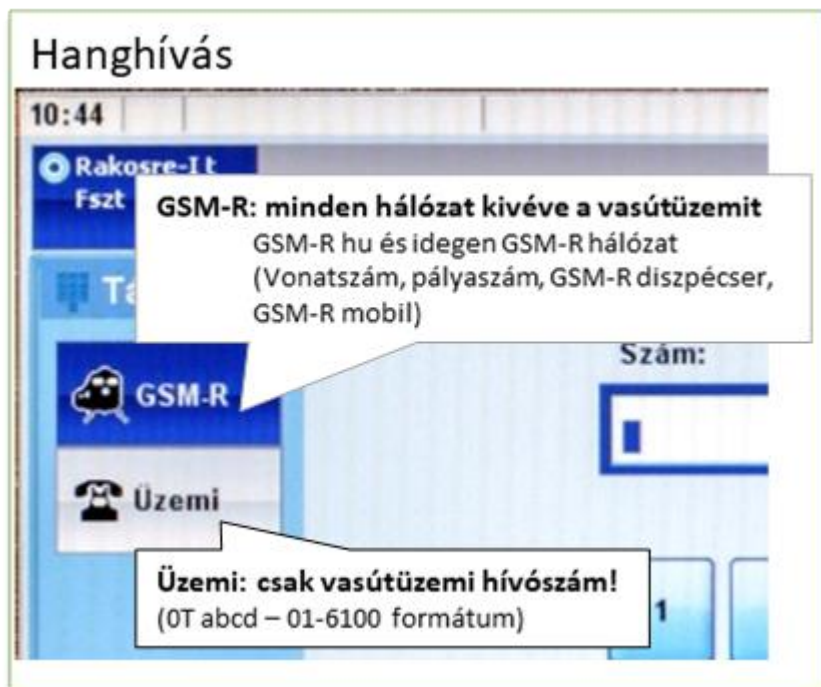 Hanghívás
10:44
Rakosre-It
Fszt
GSM-R: minden hálózat kivéve a vasútüzemit
GSM-R hu és idegen GSM-R hálózat
(Vonatszám, pályaszám, GSM-R diszpécser,
GSM-R mobil)
Szám:
GSM-R
Üzemi
Üzemi: csak vasútüzemi hívószám!
(0T abcd – 01-6100 formátum)
1